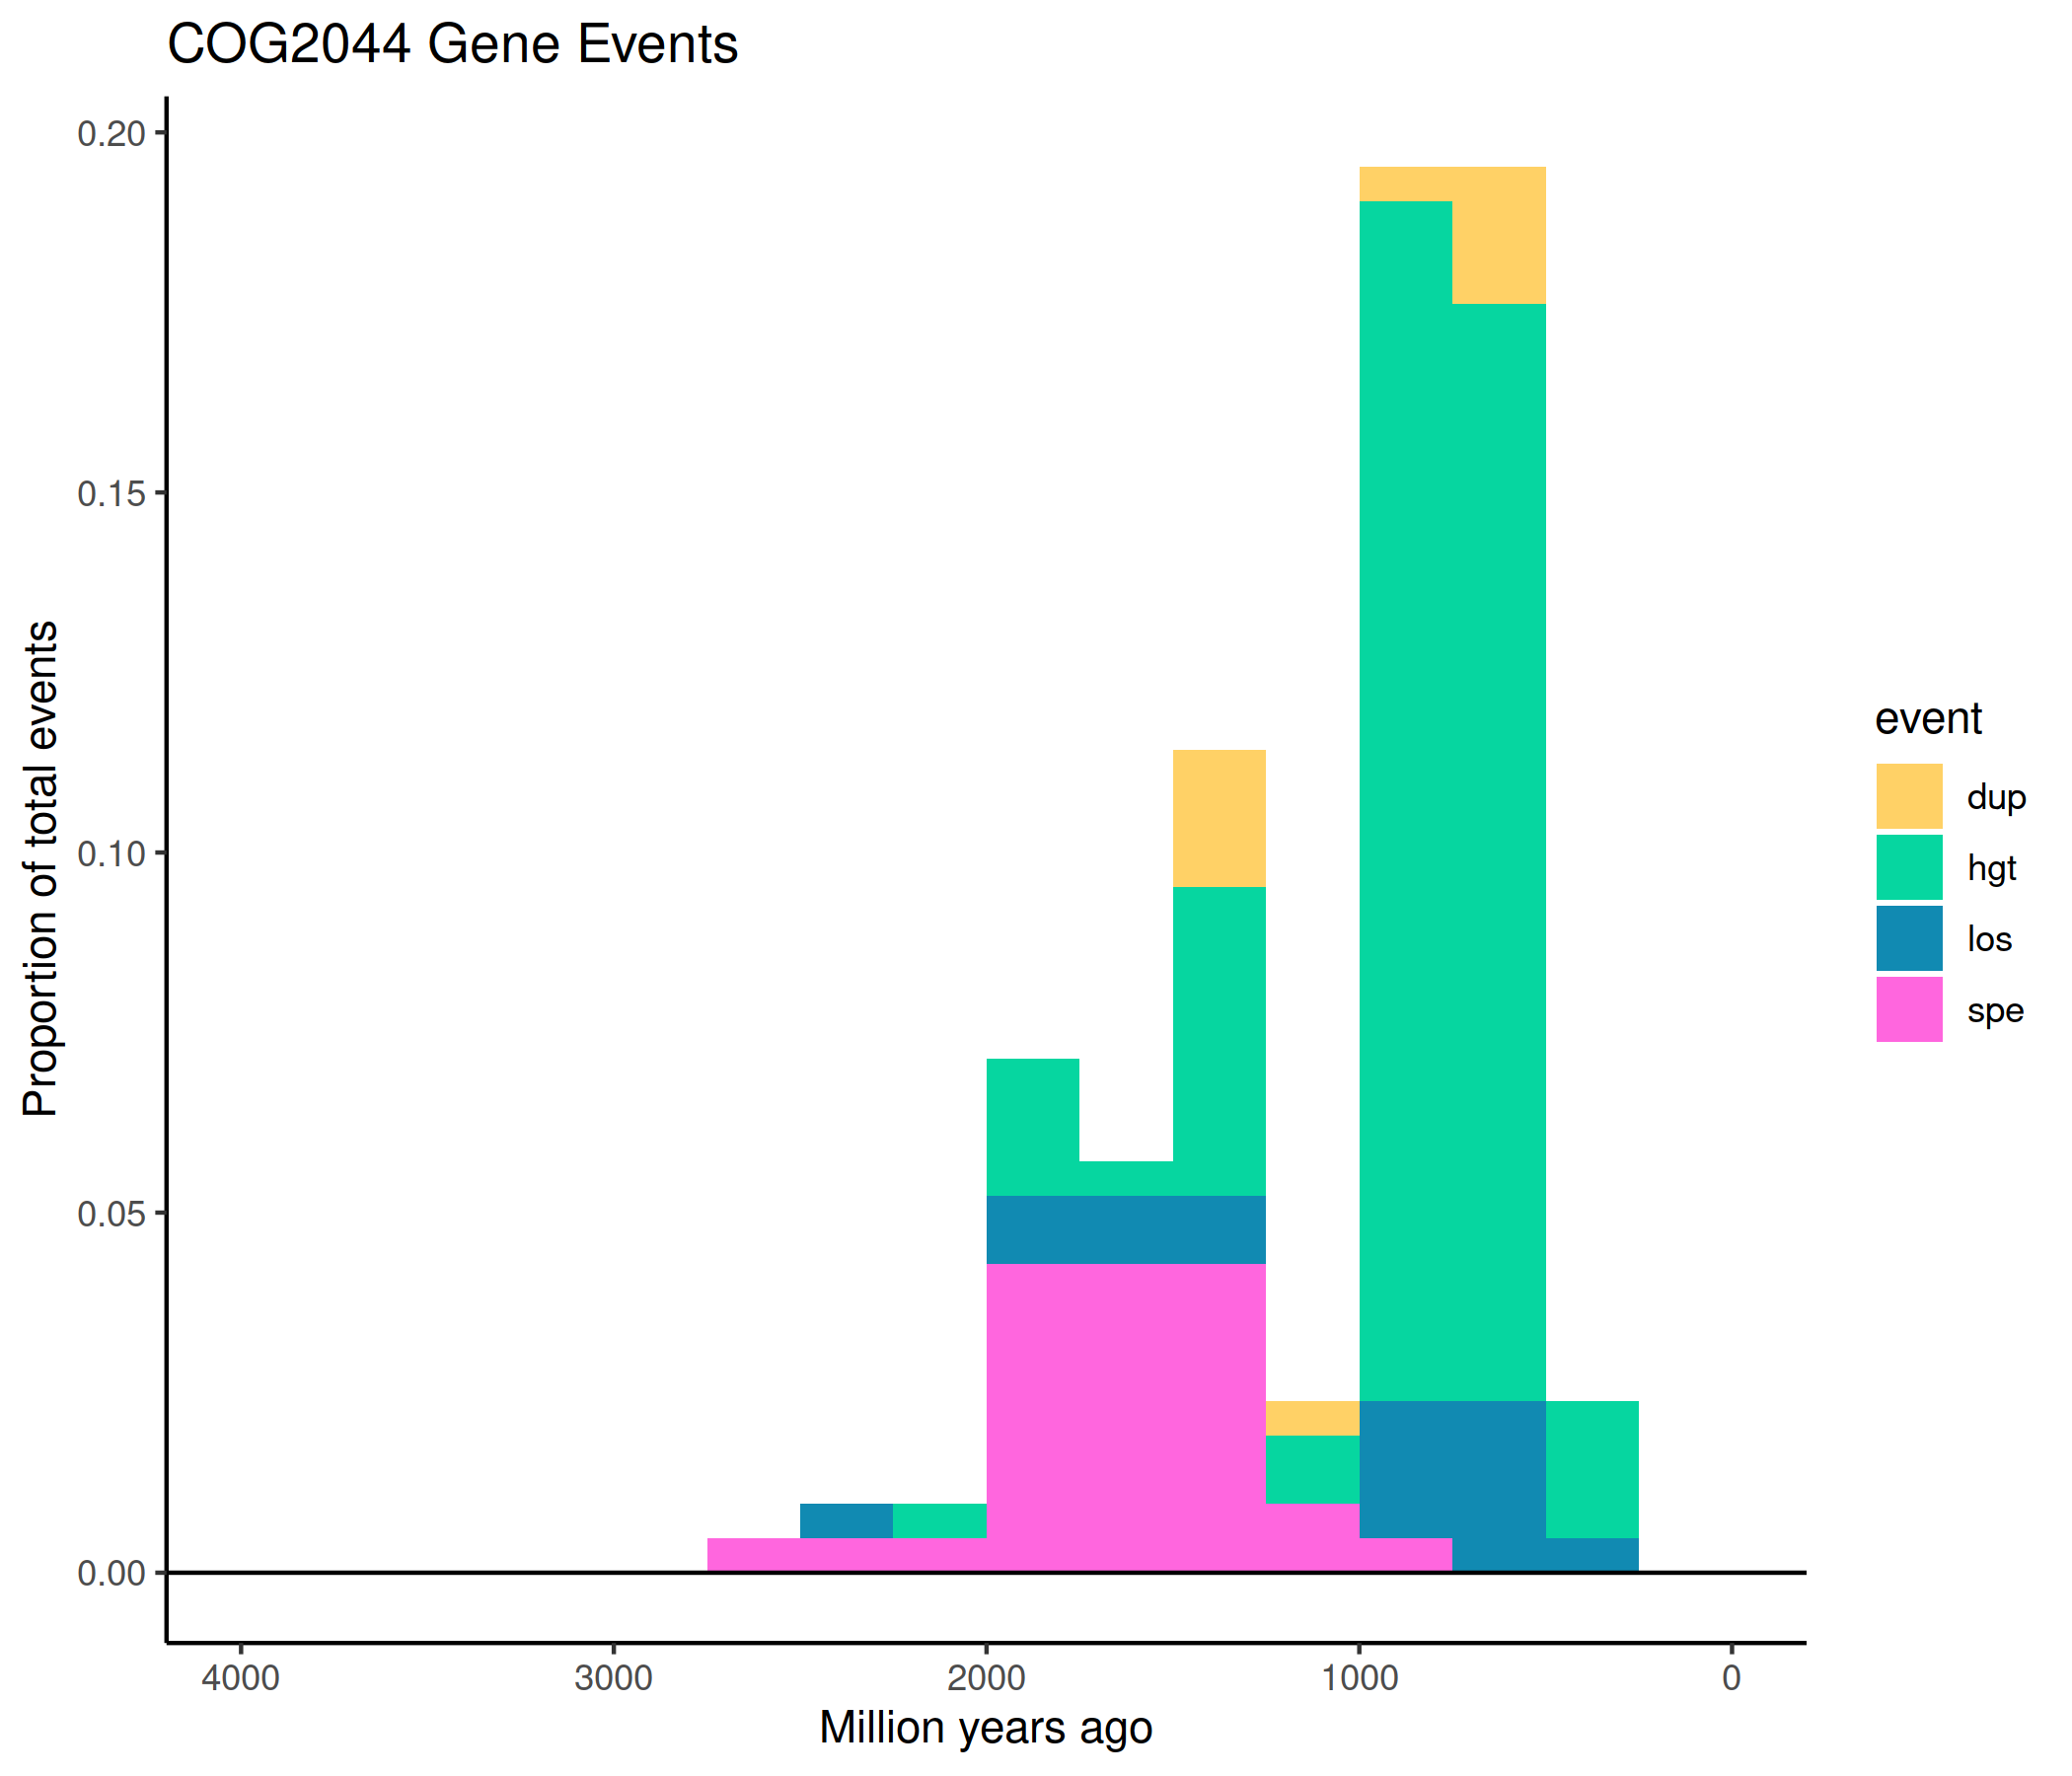 COG2044 Gene Events
0.20
0.15
0.10
0.05
0.00
Proportion of total events
4000 3000 2000 1000 0
Million years ago
event
dup
hgt
los
spe